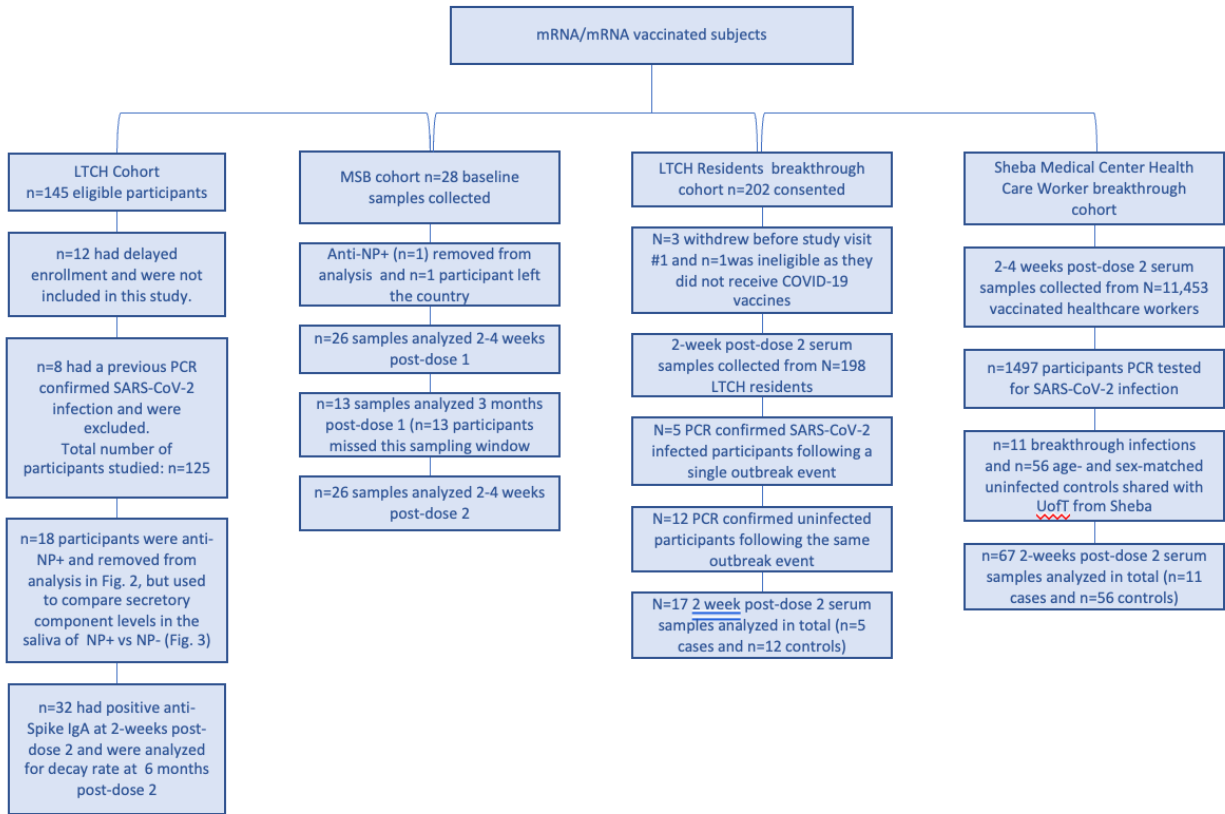 mRNA/mRNA vaccinated subjects
LTCH Cohort
n=145 eligible participants
n=12 had delayed
enrollment and were not
included in this study.
n=8 had a previous PCR
confirmed SARS-CoV-2
infection and were
excluded.
Total number of
participants studied: n=125
n=18 participants were anti-
NP+ and removed from
analysis in Fig. 2, but used
to compare secretory
component levels in the
saliva of NP+ vs NP- (Fig. 3)
n=32 had positive anti-
Spike IgA at 2-weeks post-
dose 2 and were analyzed
for decay rate at 6 months
post-dose 2
MSB cohort n=28 baseline
samples collected
Anti-NP+ (n=1) removed from
analysis and n=1 participant left
the country
n=26 samples analyzed 2-4 weeks
post-dose 1
n=13 samples analyzed 3 months
post-dose 1 (n=13 participants
missed this sampling window
n=26 samples analyzed 2-4 weeks
post-dose 2
LTCH Residents breakthrough
cohort n=202 consented
N=3 withdrew before study visit
#1 and n=1was ineligible as they
did not receive COVID-19
vaccines
2-week post-dose 2 serum
samples collected from N=198
LTCH residents
N=5 PCR confirmed SARS-CoV-2
infected participants following a
single outbreak event
N=12 PCR confirmed uninfected
participants following the same
outbreak event
N=17 2 week post-dose 2 serum
samples analyzed in total (n=5
cases and n=12 controls)
Sheba Medical Center Health
Care Worker breakthrough
cohort
2-4 weeks post-dose 2 serum
samples collected from N=11,453
vaccinated healthcare workers
n=1497 participants PCR tested
for SARS-CoV-2 infection
n=11 breakthrough infections
and n=56 age- and sex-matched
uninfected controls shared with
UofT from Sheba
n=67 2-weeks post-dose 2 serum
samples analyzed in total (n=11
cases and n=56 controls)